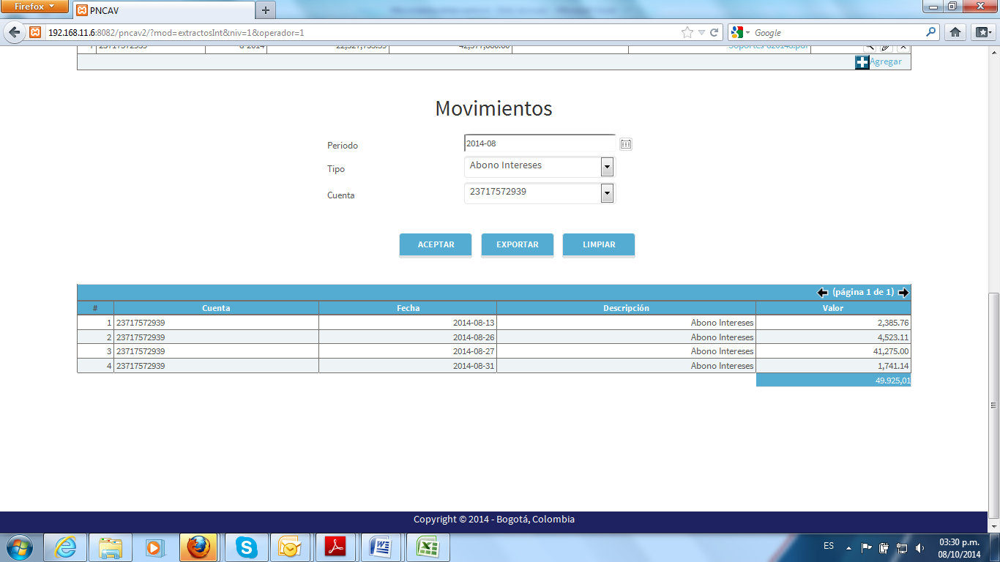 Firefox
PNCAV
192.168.11.6:8082/pncav2/?mod=extractosInt&niv=1&operador=1
Google
Agregar
Movimientos
Periodo 2014-08
Tipo Abono Intereses
Cuenta 23717572939
ACEPTAR EXPORTAR LIMPIAR
(página 1 de 1)
# Cuenta Fecha Descripción Valor
1 23717572939 2014-08-13 Abono Intereses 2,385.76
2 23717572939 2014-08-26 Abono Intereses 4,523.11
3 23717572939 2014-08-27 Abono Intereses 41,275.00
4 23717572939 2014-08-31 Abono Intereses 1,741.14
49.925,01
Copyright © 2014 - Bogotá, Colombia
ES 03:30 p.m.
08/10/2014